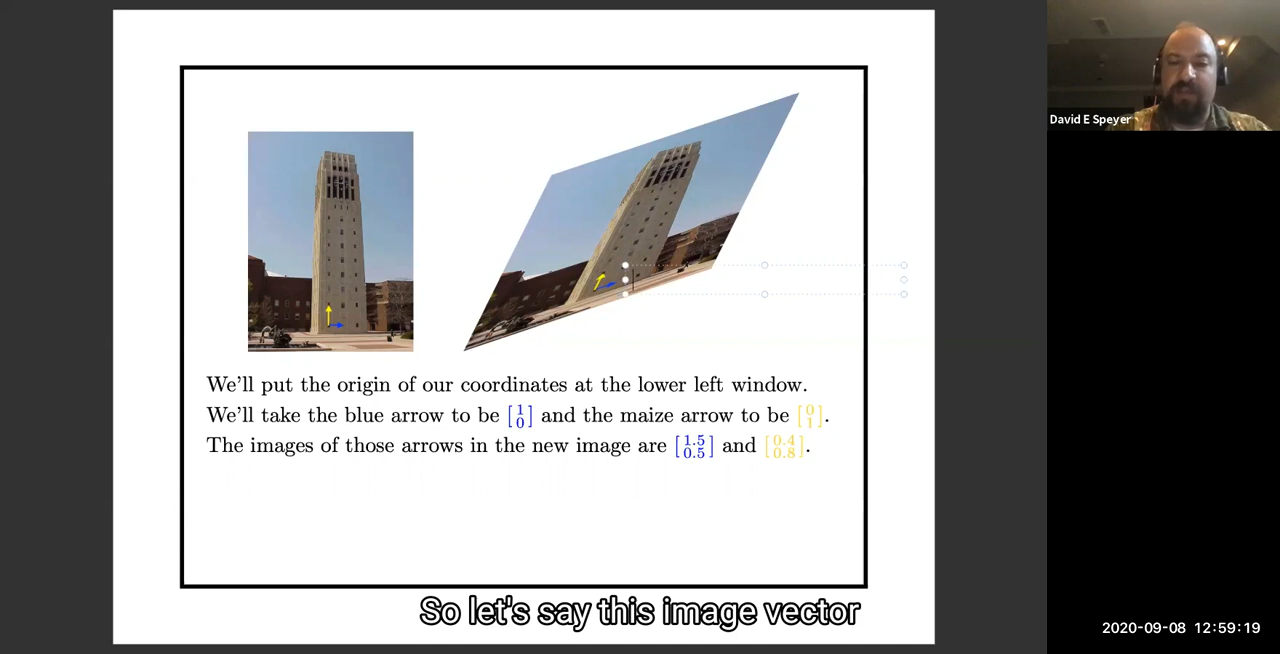 David E Speyer
We'll put the origin of our coordinates at the lower left window.
We'll take the blue arrow to be [1 0] and the maize arrow to be [0 1].
The images of those arrows in the new image are [1.5 0.5] and [0.4 0.8].
So let's say this image vector
2020-09-08 12:59:19